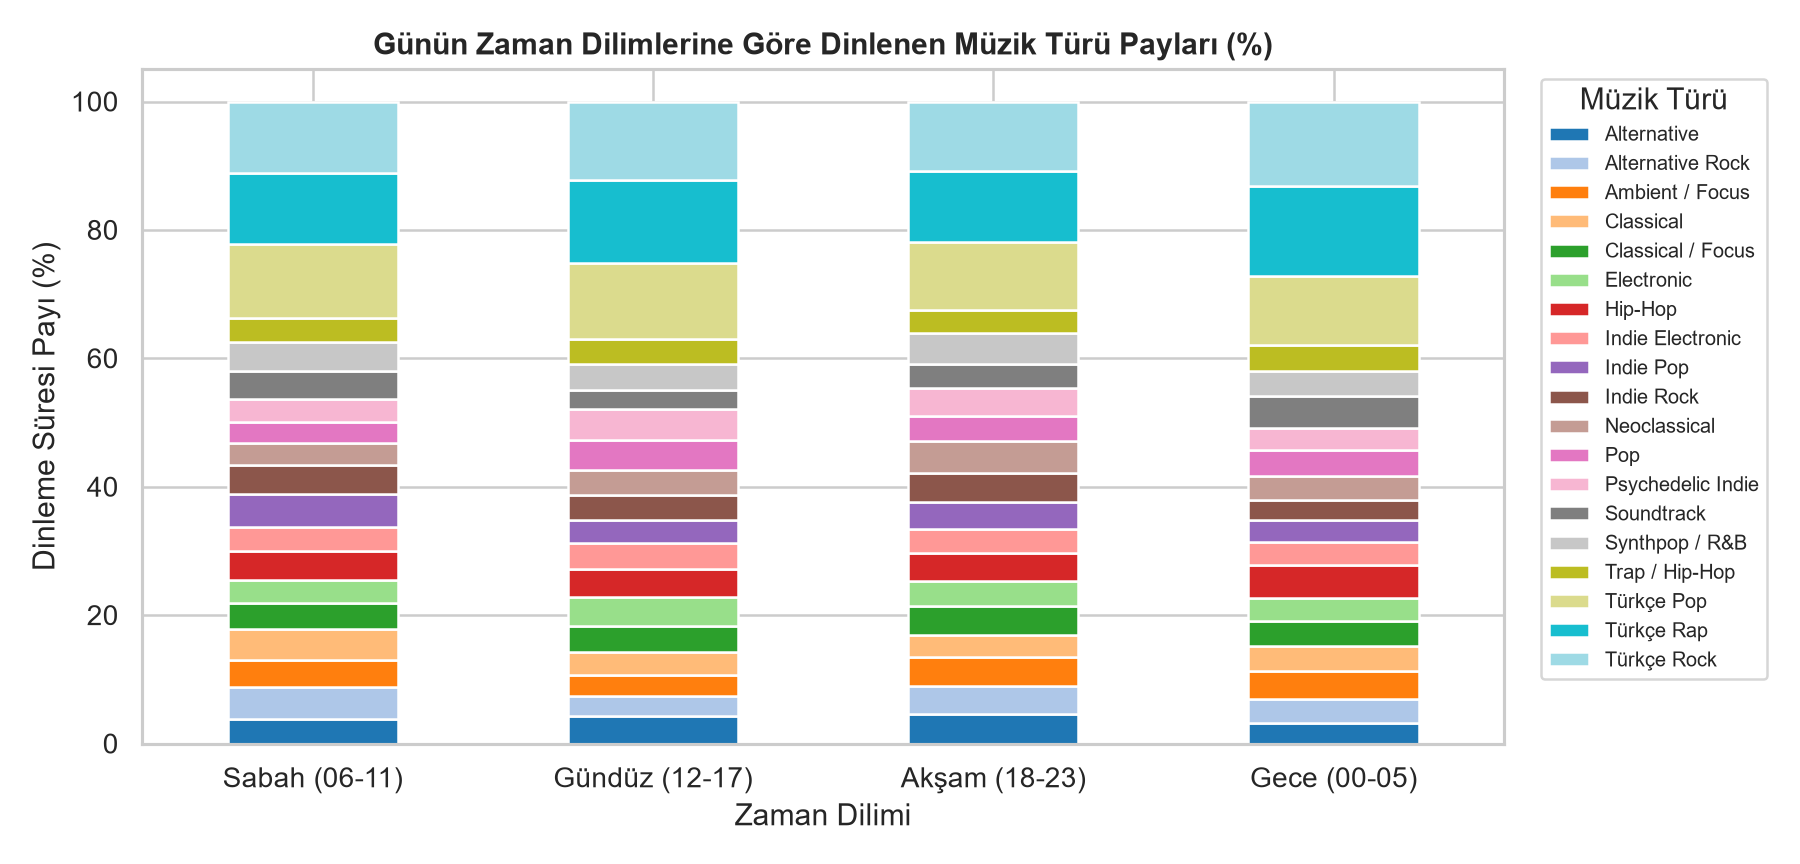 Günün Zaman Dilimlerine Göre Dinlenen Müzik Türü Payları (%)
Dinleme Süresi Payı (%)
100
80
60
40
20
0
Sabah (06-11)
Gündüz (12-17)
Akşam (18-23)
Gece (00-05)
Zaman Dilimi
Müzik Türü
Alternative
Alternative Rock
Ambient / Focus
Classical
Classical / Focus
Electronic
Hip-Hop
Indie Electronic
Indie Pop
Indie Rock
Neoclassical
Pop
Psychedelic Indie
Soundtrack
Synthpop / R&B
Trap / Hip-Hop
Türkçe Pop
Türkçe Rap
Türkçe Rock